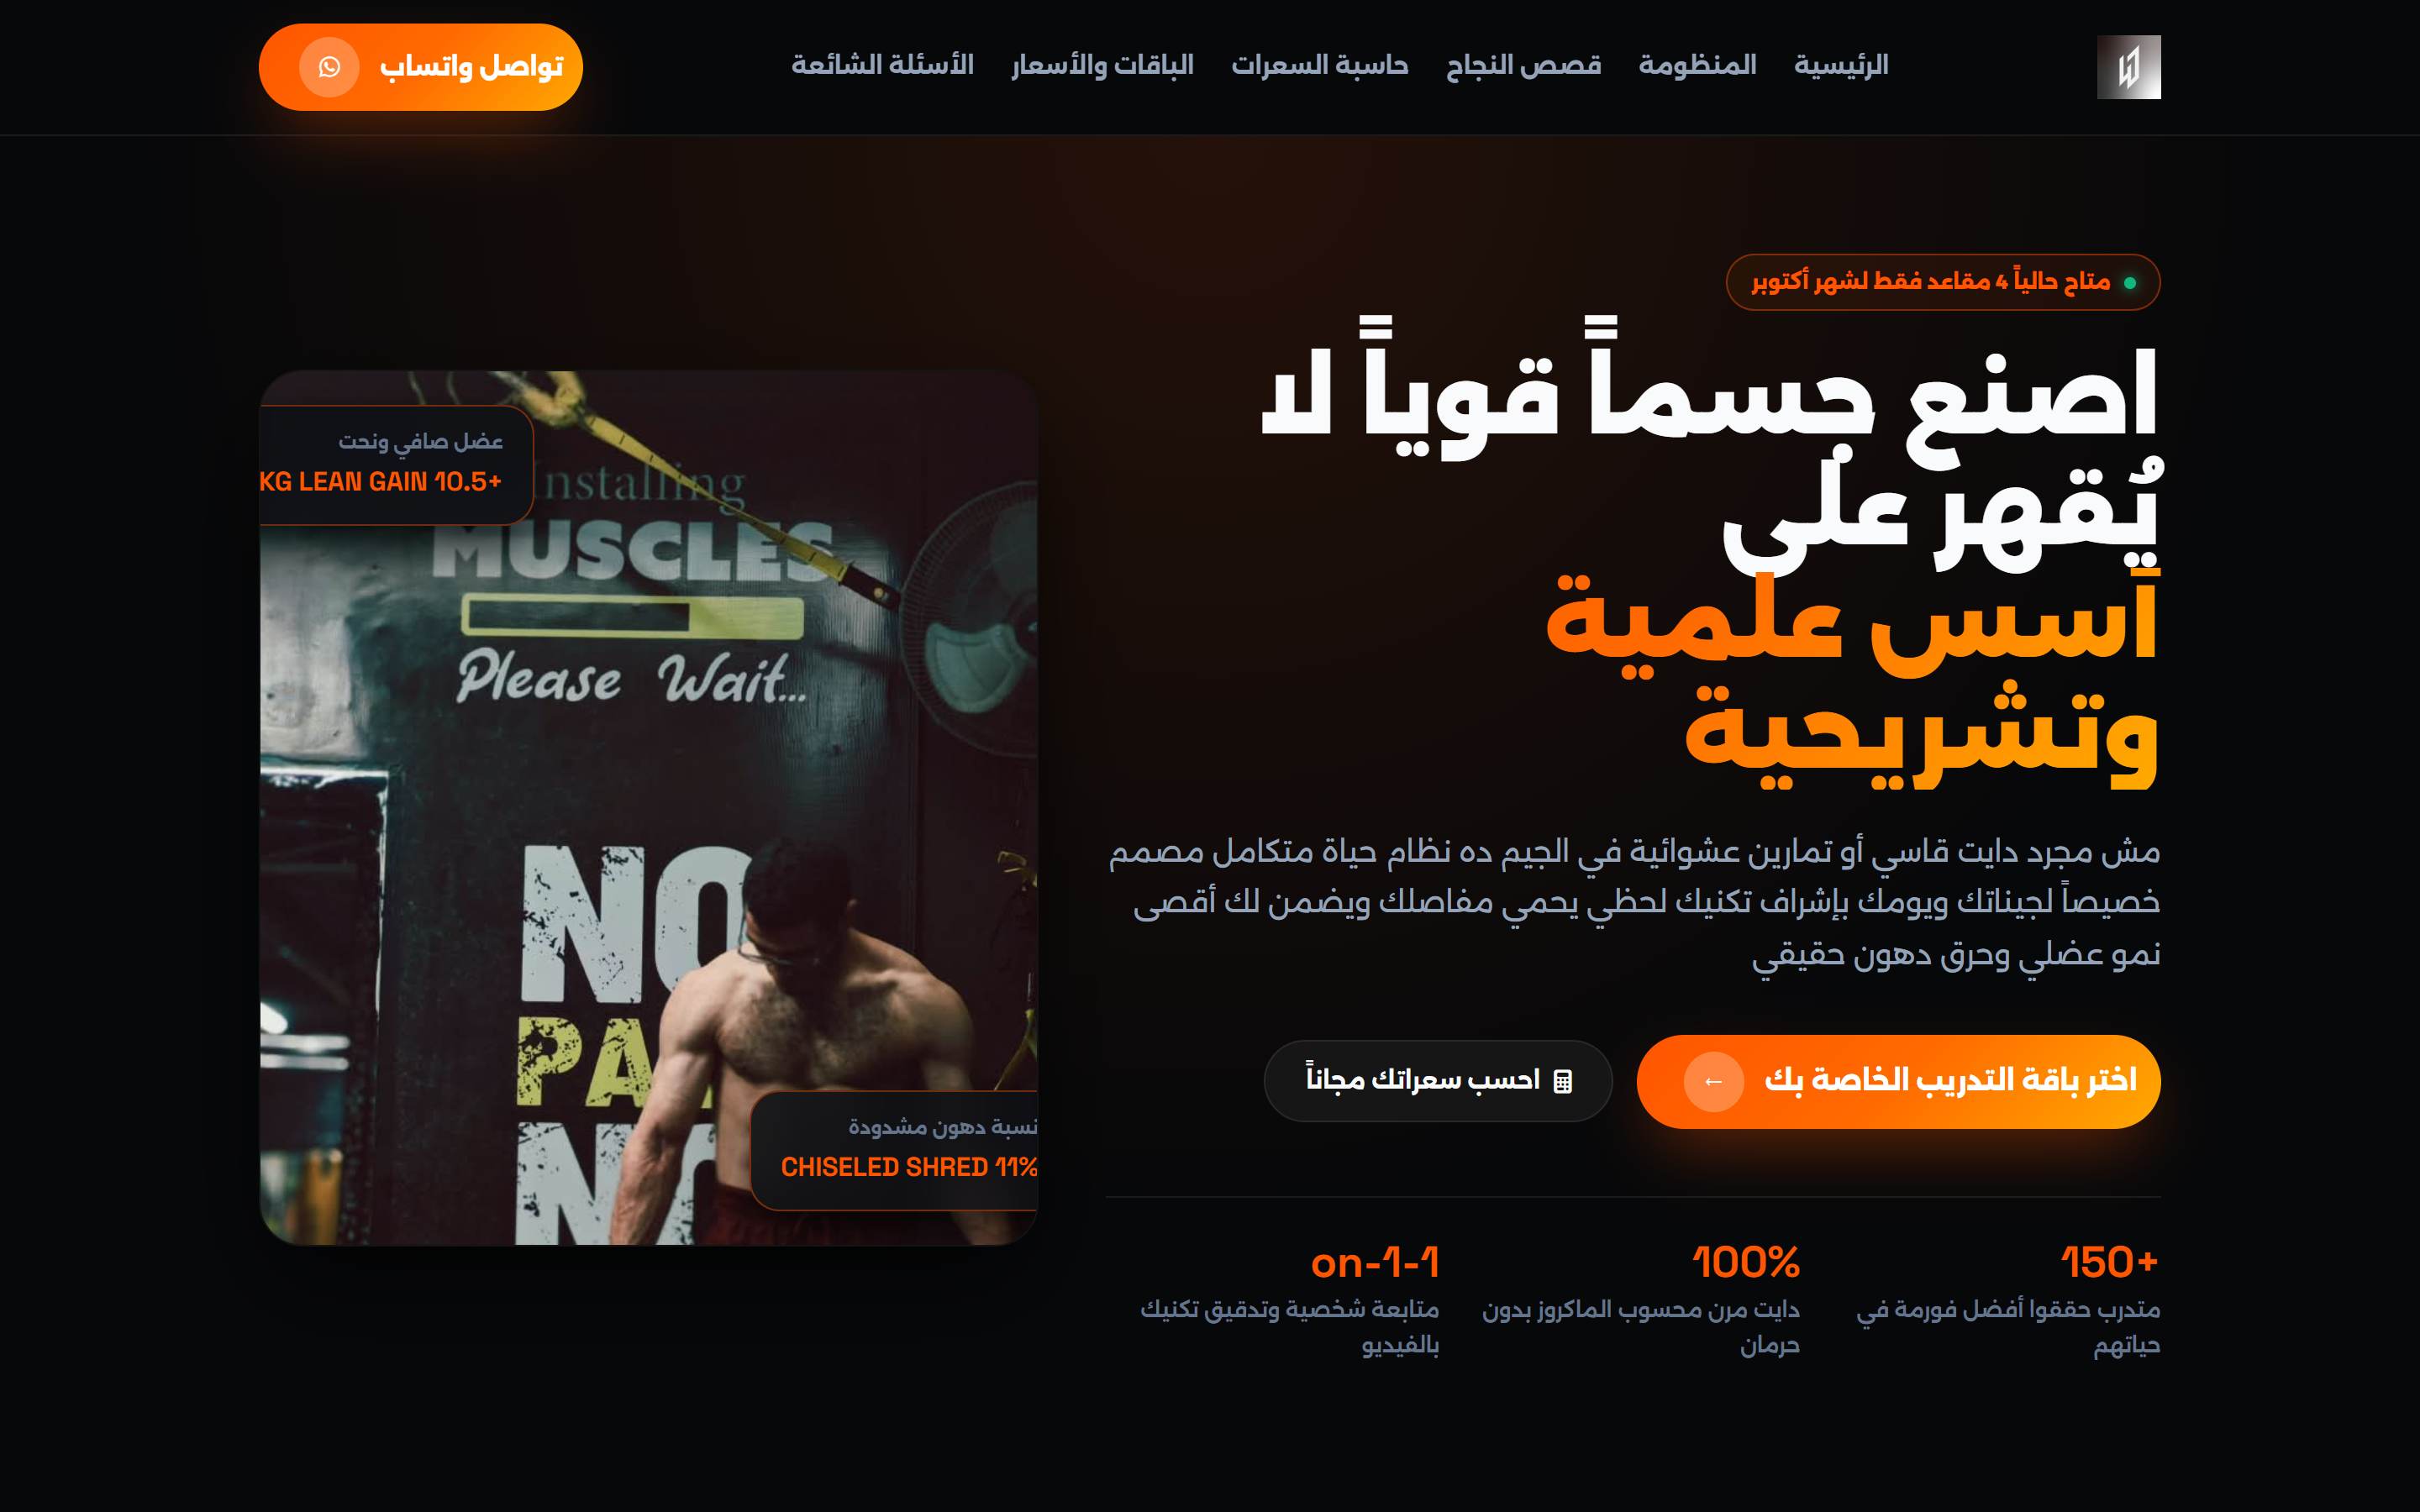 الرئيسية
المنظومة
قصص النجاح
حاسبة السعرات
الباقات والأسعار
الأسئلة الشائعة
تواصل واتساب
متاح حالياً 4 مقاعد فقط لشهر أكتوبر
اصنع جسماً قوياً لا
يُقهر على
أسس علمية
وتشريحية
مش مجرد دايت قاسي أو تمارين عشوائية في الجيم ده نظام حياة متكامل مصمم
خصيصاً لجيناتك ويومك بإشراف تكنيك لحظي يحمي مفاصلك ويضمن لك أقصى
نمو عضلي وحرق دهون حقيقي
اختر باقة التدريب الخاصة بك ←
احسب سعراتك مجاناً
150+
متدرب حققوا أفضل فورمة في
حياتهم
100%
دايت مرن محسوب الماكروز بدون
حرمان
on-1-1
متابعة شخصية وتدقيق تكنيك
بالفيديو
عضل صافي ونحت
KG LEAN GAIN 10.5+
Installing
MUSCLES
Please Wait...
NO
PA
NO
نسبة دهون مشدودة
CHISELED SHRED 11%